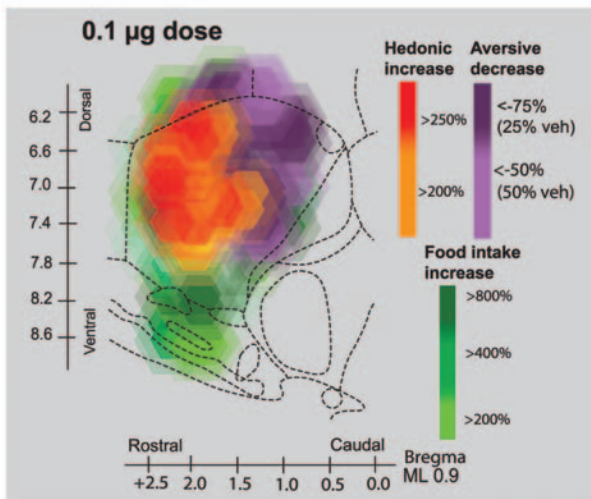 0.1 µg dose
Hedonic increase
Aversive decrease
>250%
>200%
<-75%
(25% veh)
<-50%
(50% veh)
Food intake increase
>800%
>400%
>200%
Dorsal
6.2
6.6
7.0
7.4
7.8
8.2
8.6
Ventral
Rostral
Caudal
+2.5 2.0 1.5 1.0 0.5 0.0
Bregma
ML 0.9